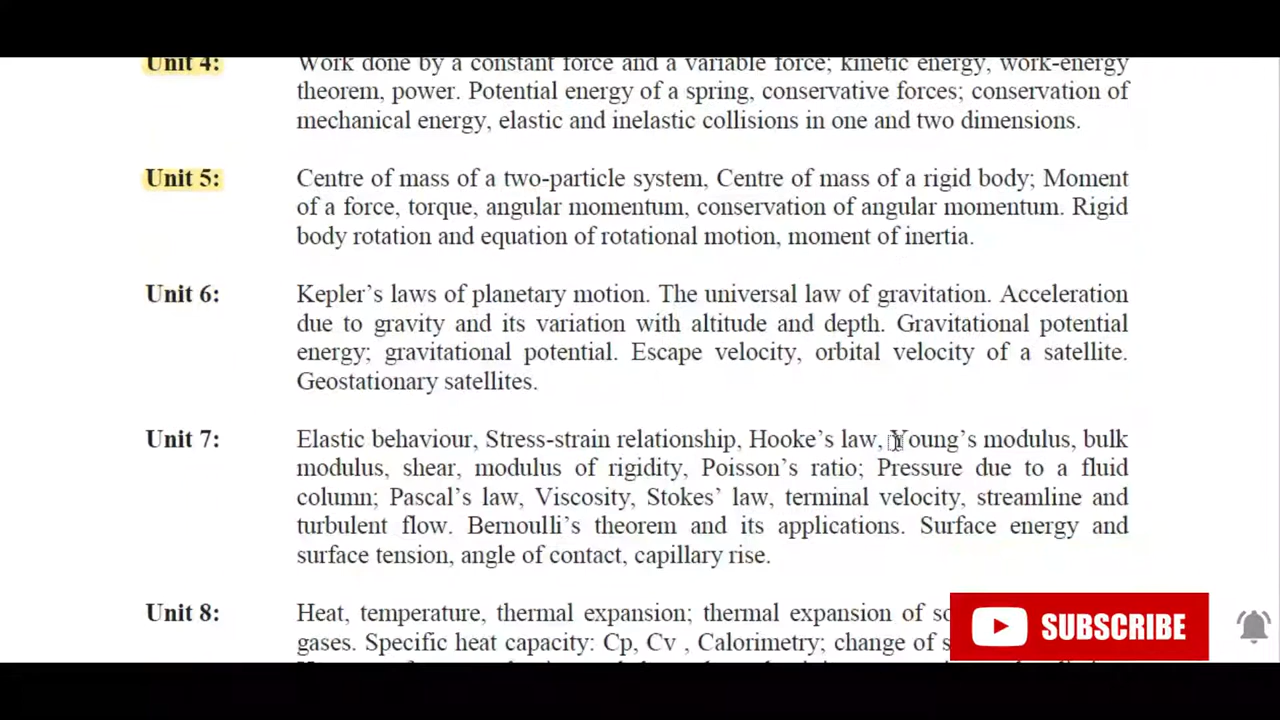 Unit 4: Work done by a constant force and a variable force; kinetic energy, work-energy
theorem, power. Potential energy of a spring, conservative forces; conservation of
mechanical energy, elastic and inelastic collisions in one and two dimensions.
Unit 5: Centre of mass of a two-particle system, Centre of mass of a rigid body; Moment
of a force, torque, angular momentum, conservation of angular momentum. Rigid
body rotation and equation of rotational motion, moment of inertia.
Unit 6: Kepler’s laws of planetary motion. The universal law of gravitation. Acceleration
due to gravity and its variation with altitude and depth. Gravitational potential
energy; gravitational potential. Escape velocity, orbital velocity of a satellite.
Geostationary satellites.
Unit 7: Elastic behaviour, Stress-strain relationship, Hooke’s law, Young’s modulus, bulk
modulus, shear, modulus of rigidity, Poisson’s ratio; Pressure due to a fluid
column; Pascal’s law, Viscosity, Stokes’ law, terminal velocity, streamline and
turbulent flow. Bernoulli’s theorem and its applications. Surface energy and
surface tension, angle of contact, capillary rise.
Unit 8: Heat, temperature, thermal expansion; thermal expansion of
gases. Specific heat capacity: Cp, Cv , Calorimetry; change of
SUBSCRIBE